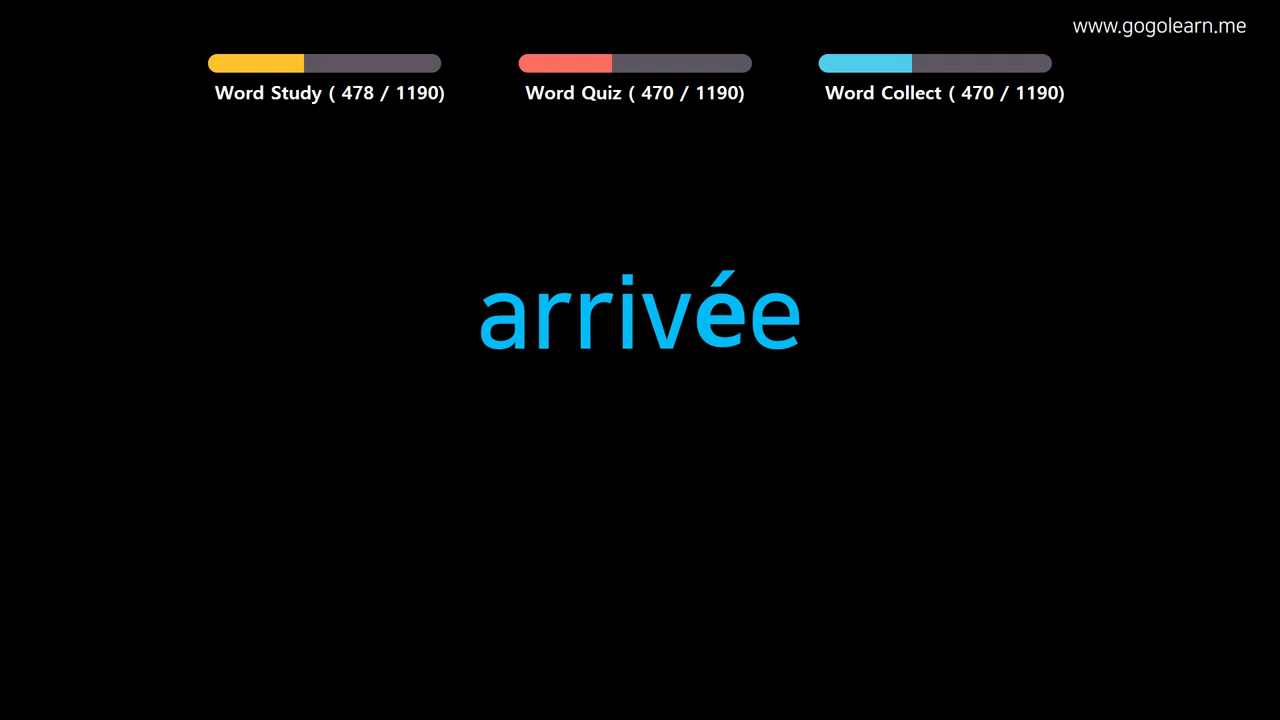 www.gogolearn.me
Word Study ( 478 / 1190)
Word Quiz ( 470 / 1190)
Word Collect ( 470 / 1190)
arrivée